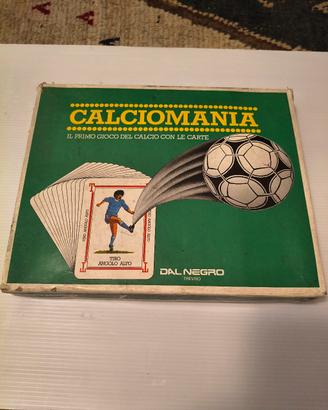 CALCIOMANIA
IL PRIMO GIOCO DEL CALCIO CON LE CARTE
TIRO
ANGOLO ALTO
DAL NEGRO
TREVISO